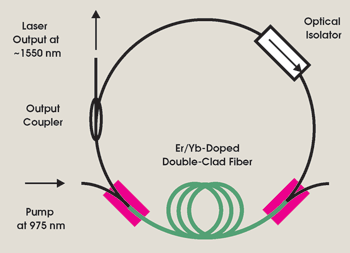 Laser
Output at
~1550 nm
Optical
Isolator
Output
Coupler
Er/Yb-Doped
Double-Clad Fiber
Pump
at 975 nm